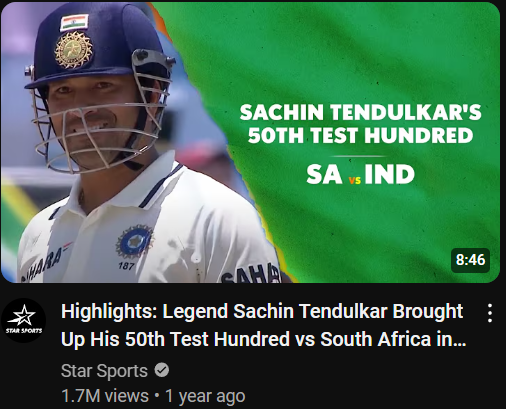 SACHIN TENDULKAR'S
50TH TEST HUNDRED
SA vs IND
SAHARA
187
SAHA
8:46
STAR SPORTS
Highlights: Legend Sachin Tendulkar Brought
Up His 50th Test Hundred vs South Africa in...
Star Sports
1.7M views • 1 year ago